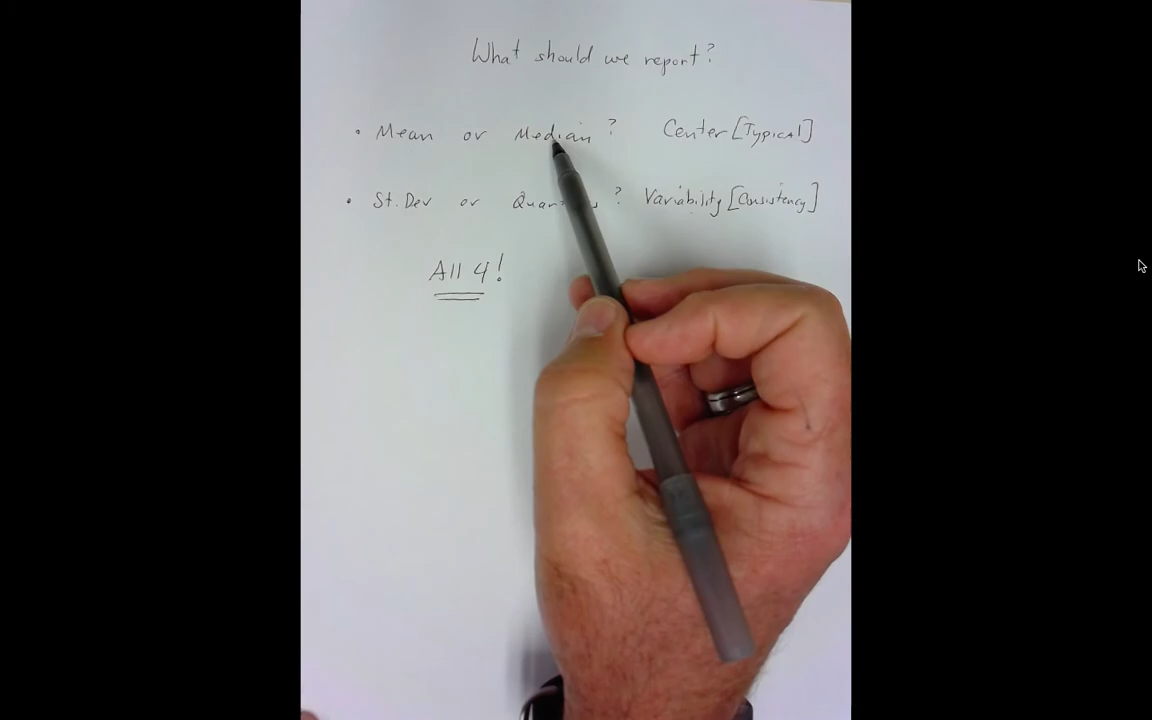 What should we report?
• Mean or Median? Center [Typical]
• St. Dev or ? Variability [Consistency]
All 4!